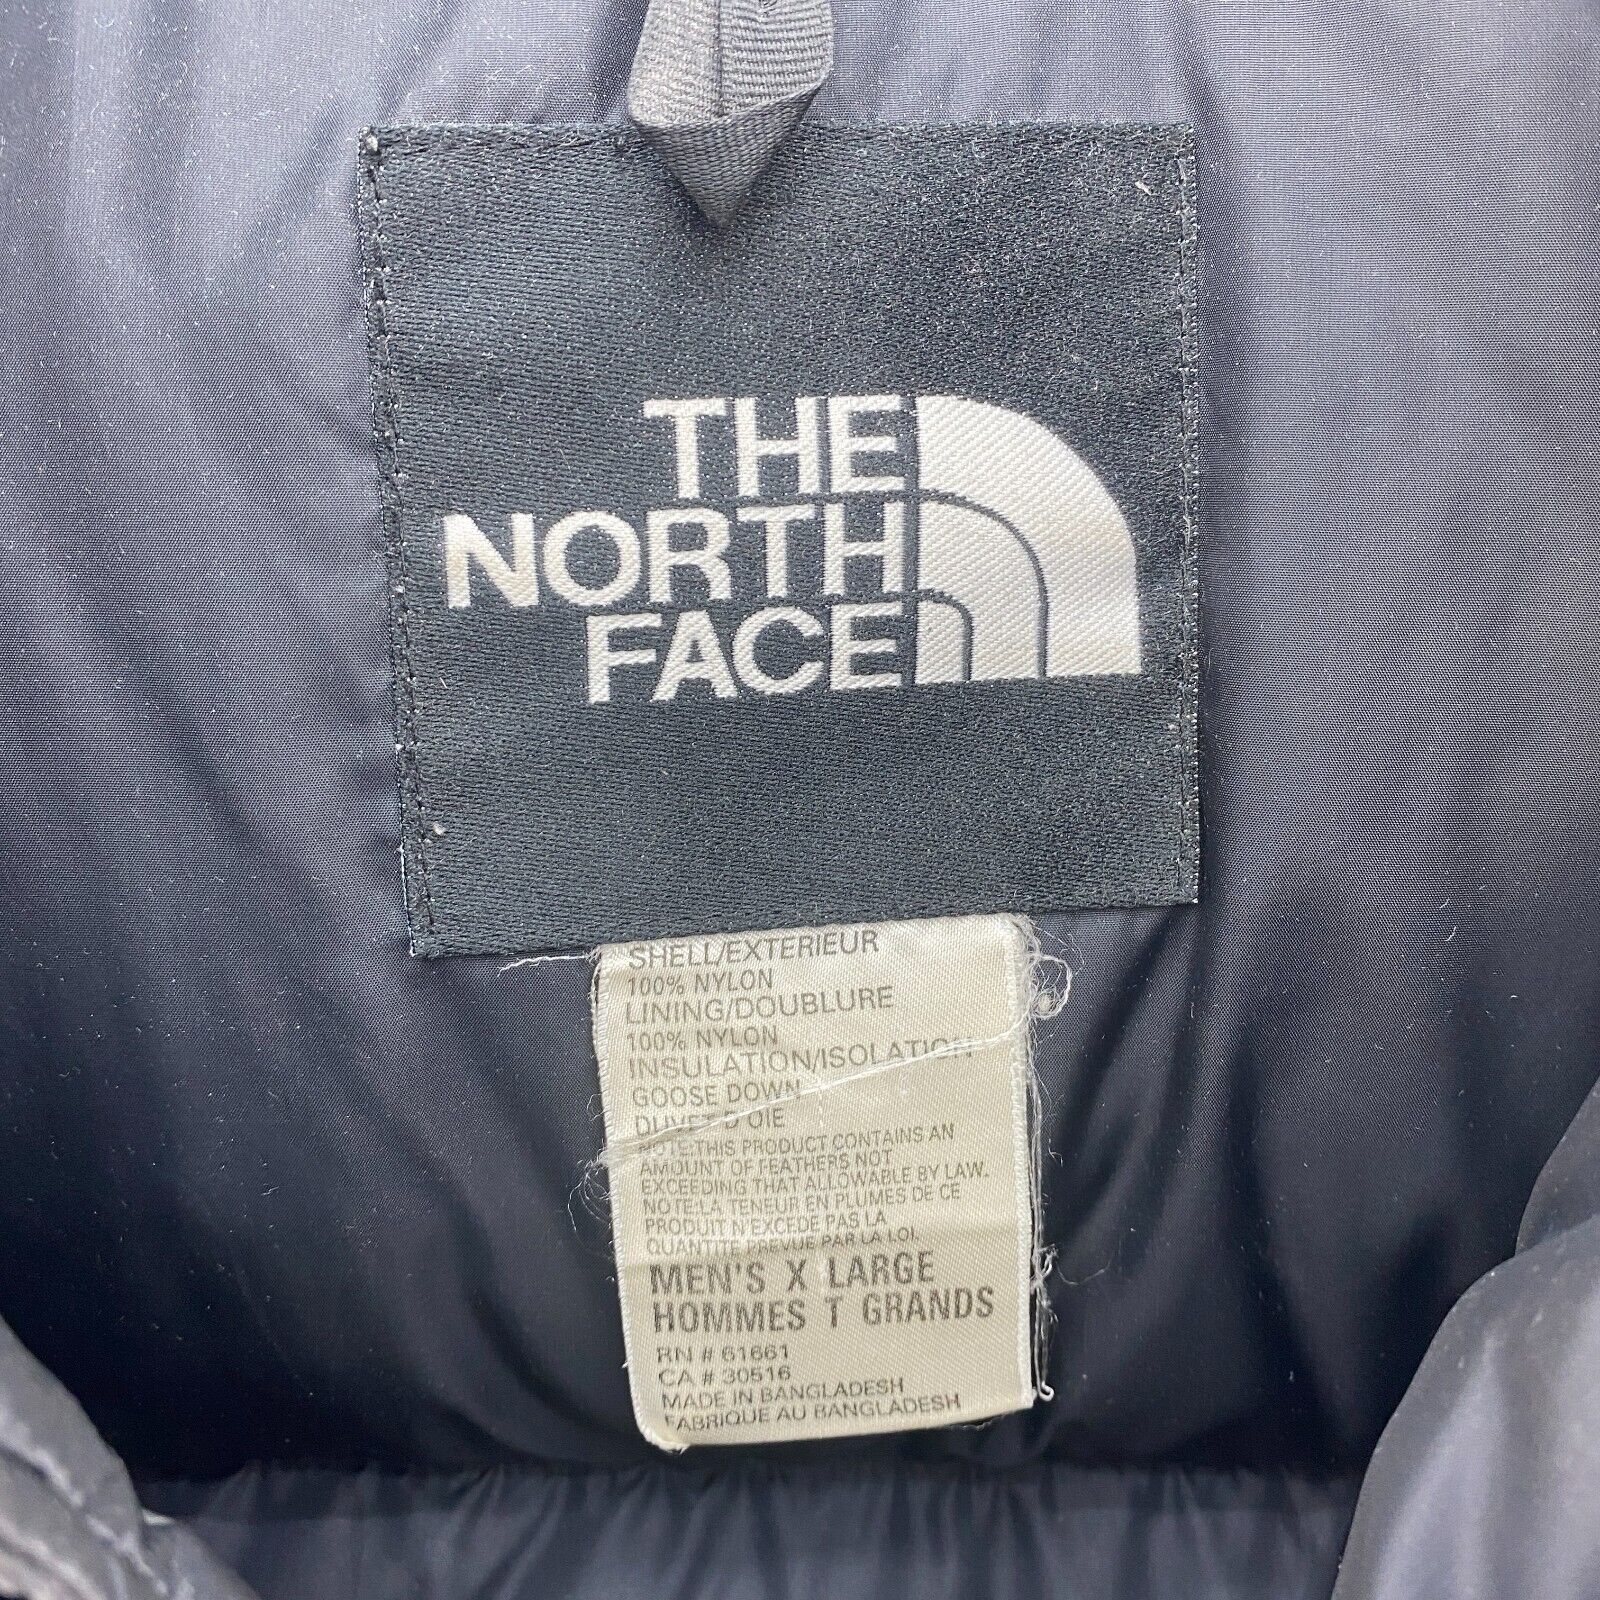 THE
NORTH
FACE
SHELL/EXTERIEUR
100% NYLON
LINING/DOUBLURE
100% NYLON
INSULATION/ISOLATION
GOOSE DOWN
DUVET D'OIE
NOTE:THIS PRODUCT CONTAINS AN
AMOUNT OF FEATHERS NOT
EXCEEDING THAT ALLOWABLE BY LAW.
NOTE:LA TENEUR EN PLUMES DE CE
PRODUIT N'EXCEDE PAS LA
QUANTITE PREVUE PAR LA LOI.
MEN'S X LARGE
HOMMES T GRANDS
RN # 61661
CA # 30516
MADE IN BANGLADESH
FABRIQUE AU BANGLADESH